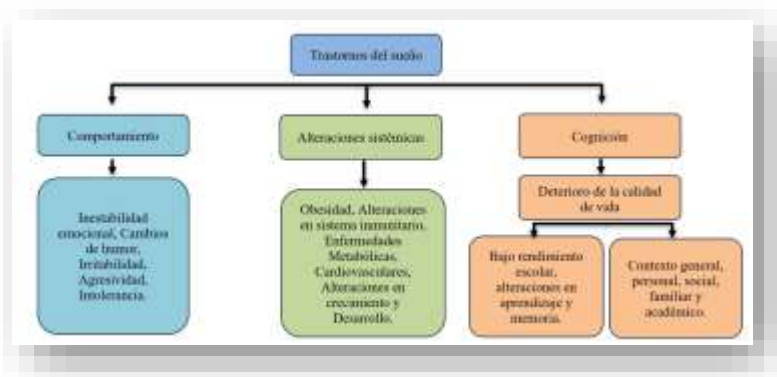 Trastornos del sueño
Comportamiento
Alteraciones sistémicas
Cognición
Inestabilidad
emocional, Cambios
de humor,
Irritabilidad,
Agresividad,
Intolerancia.
Obesidad, Alteraciones
en sistema inmunitario,
Enfermedades
Metabólicas,
Cardiovasculares,
Alteraciones en
crecimiento y
Desarrollo.
Deterioro de la calidad
de vida
Bajo rendimiento
escolar,
alteraciones en
aprendizaje y
memoria.
Contexto general,
personal, social,
familiar y
académico.